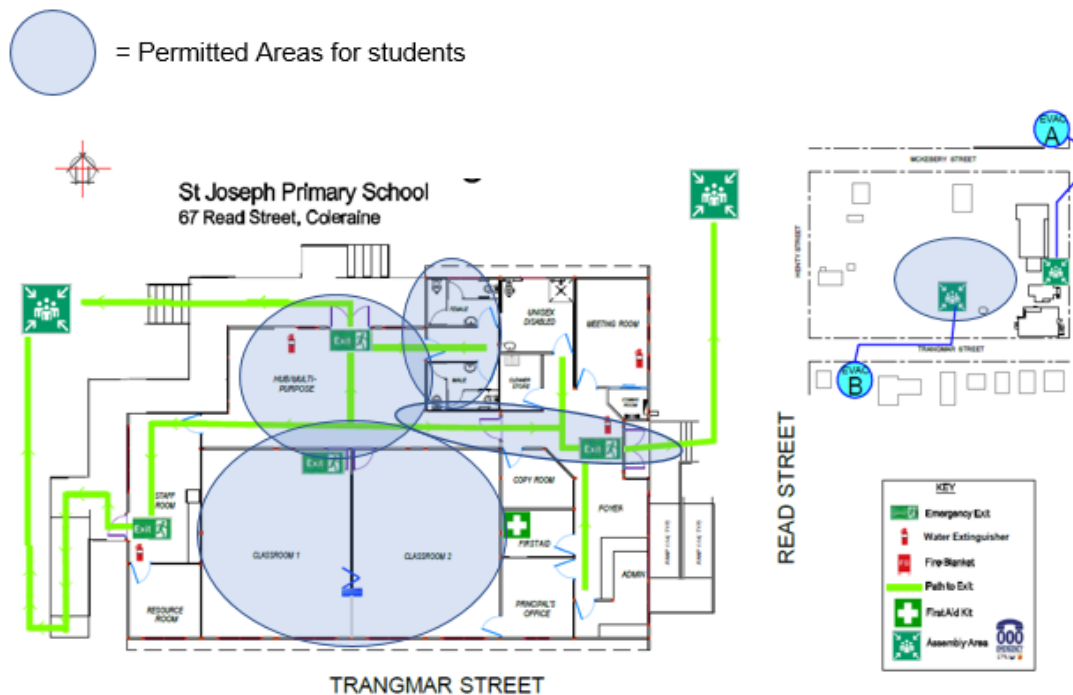 = Permitted Areas for students
St Joseph Primary School
67 Read Street, Coleraine
EVAC
A
MCKEBERY STREET
HENTY STREET
TRANGMAR STREET
EVAC
B
FEMALE
UNISEX
DISABLED
MEETING ROOM
Exit
HUB/MULTI-
PURPOSE
MALE
STORE
ROOM
Exit
Exit
STAFF
ROOM
COPY ROOM
FOYER
Exit
CLASSROOM 1
CLASSROOM 2
FIRST AID
RESOURCE
ROOM
PRINCIPAL'S
OFFICE
ADMIN
READ STREET
TRANGMAR STREET
KEY
Emergency Exit
Water Extinguisher
Fire Blanket
Path to Exit
First Aid Kit
Assembly Area
000
EMERGENCY